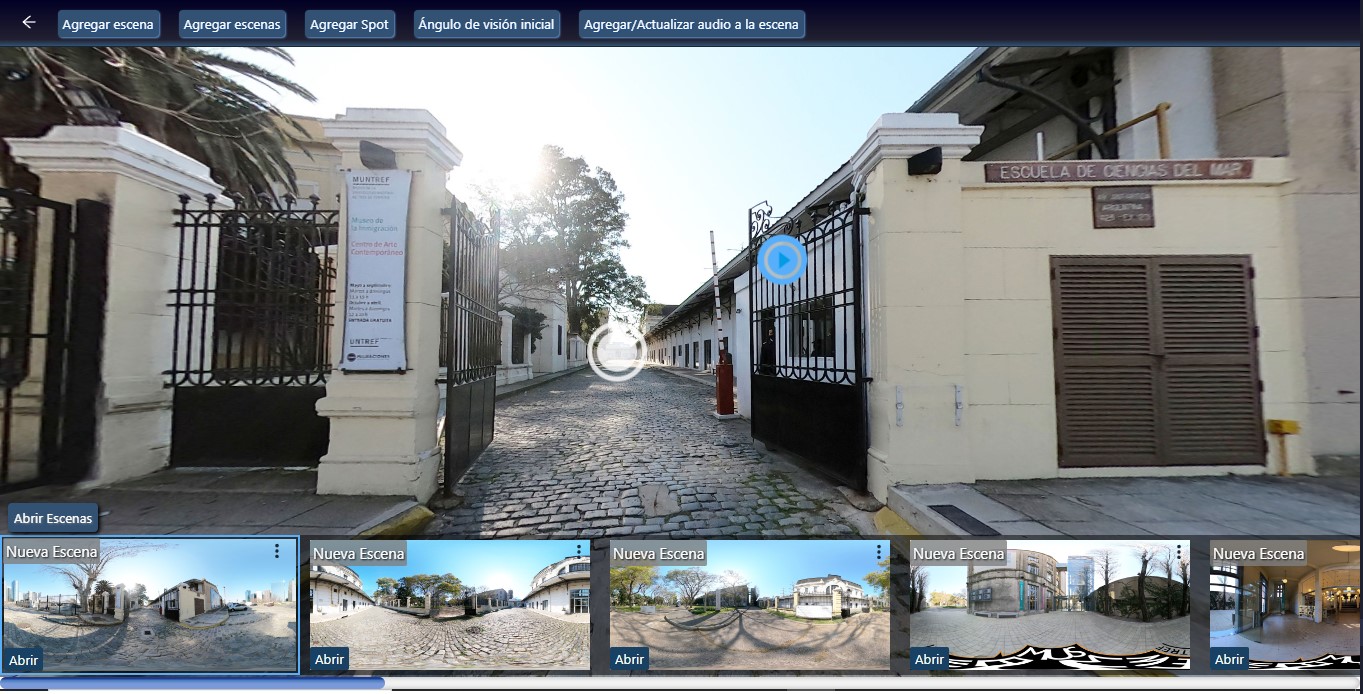 Agregar escena
Agregar escenas
Agregar Spot
Ángulo de visión inicial
Agregar/Actualizar audio a la escena
MUNTREF
Museo de
la Inmigración
Centro de Arte
Contemporáneo
UNTREF
ESCUELA DE CIENCIAS DEL MAR
Abrir Escenas
Nueva Escena
Abrir
Nueva Escena
Abrir
Nueva Escena
Abrir
Nueva Escena
Abrir
Nueva Escena
Abrir